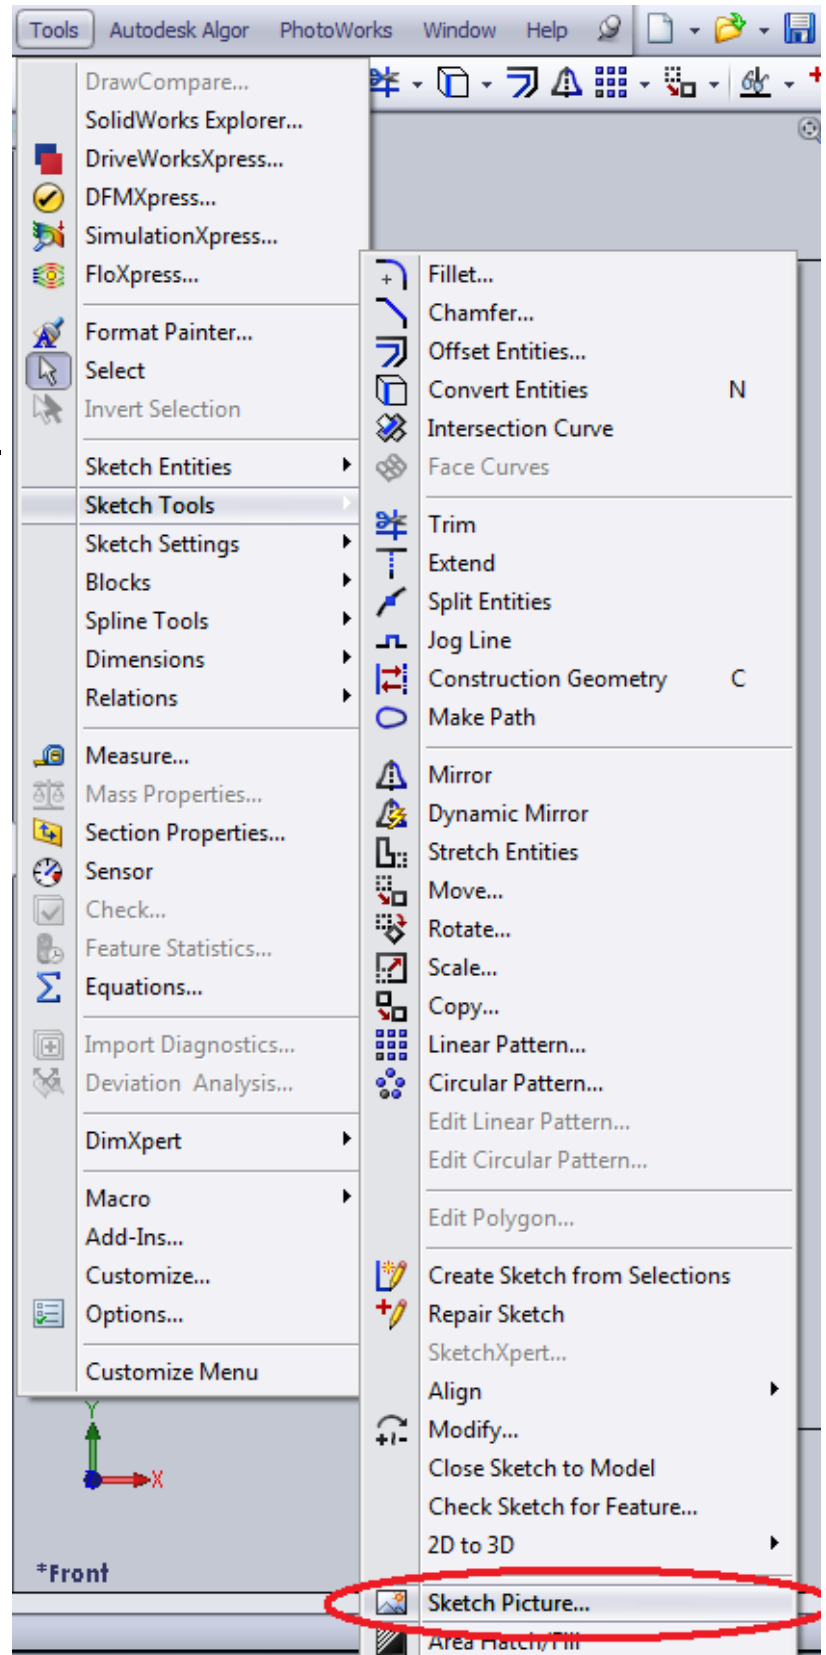 Tools Autodesk Algor PhotoWorks Window Help
DrawCompare...
SolidWorks Explorer...
DriveWorksXpress...
DFMXpress...
SimulationXpress...
FloXpress...
Format Painter...
Select
Invert Selection
Sketch Entities
Sketch Tools
Sketch Settings
Blocks
Spline Tools
Dimensions
Relations
Measure...
Mass Properties...
Section Properties...
Sensor
Check...
Feature Statistics...
Equations...
Import Diagnostics...
Deviation Analysis...
DimXpert
Macro
Add-Ins...
Customize...
Options...
Customize Menu
Fillet...
Chamfer...
Offset Entities...
Convert Entities N
Intersection Curve
Face Curves
Trim
Extend
Split Entities
Jog Line
Construction Geometry C
Make Path
Mirror
Dynamic Mirror
Stretch Entities
Move...
Rotate...
Scale...
Copy...
Linear Pattern...
Circular Pattern...
Edit Linear Pattern...
Edit Circular Pattern...
Edit Polygon...
Create Sketch from Selections
Repair Sketch
SketchXpert...
Align
Modify...
Close Sketch to Model
Check Sketch for Feature...
2D to 3D
Sketch Picture...
Area Hatch/Fill
Y
X
*Front